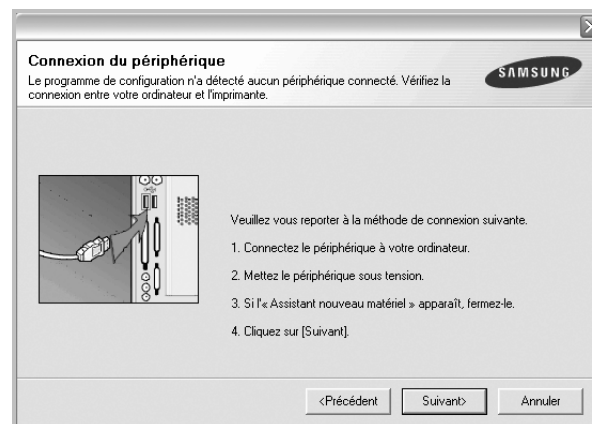 Connexion du périphérique
Le programme de configuration n'a détecté aucun périphérique connecté. Vérifiez la
connexion entre votre ordinateur et l'imprimante.
SAMSUNG
Veuillez vous reporter à la méthode de connexion suivante.
1. Connectez le périphérique à votre ordinateur.
2. Mettez le périphérique sous tension.
3. Si l'« Assistant nouveau matériel » apparaît, fermez-le.
4. Cliquez sur [Suivant].
<Précédent
Suivant>
Annuler